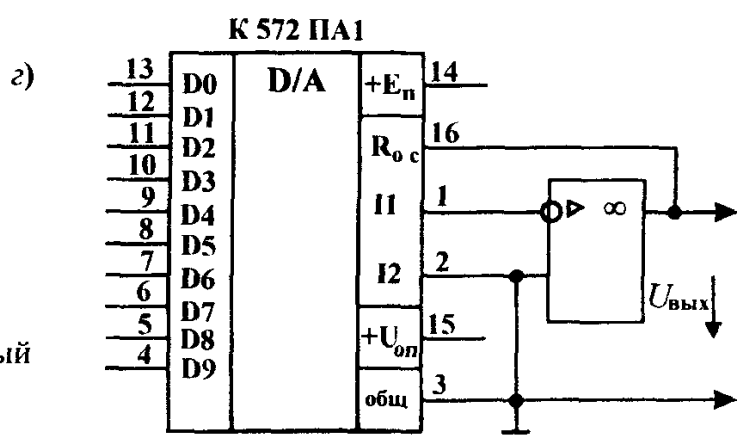 К 572 ПА1
г)
13 D0 D/A +Eп 14
12 D1
11 D2 Rо с 16
10 D3
9 D4 I1 1 ▷ ∞
8 D5
7 D6 I2 2
6 D7 Uвых
5 D8 +Uоп 15
ый
4 D9 общ 3